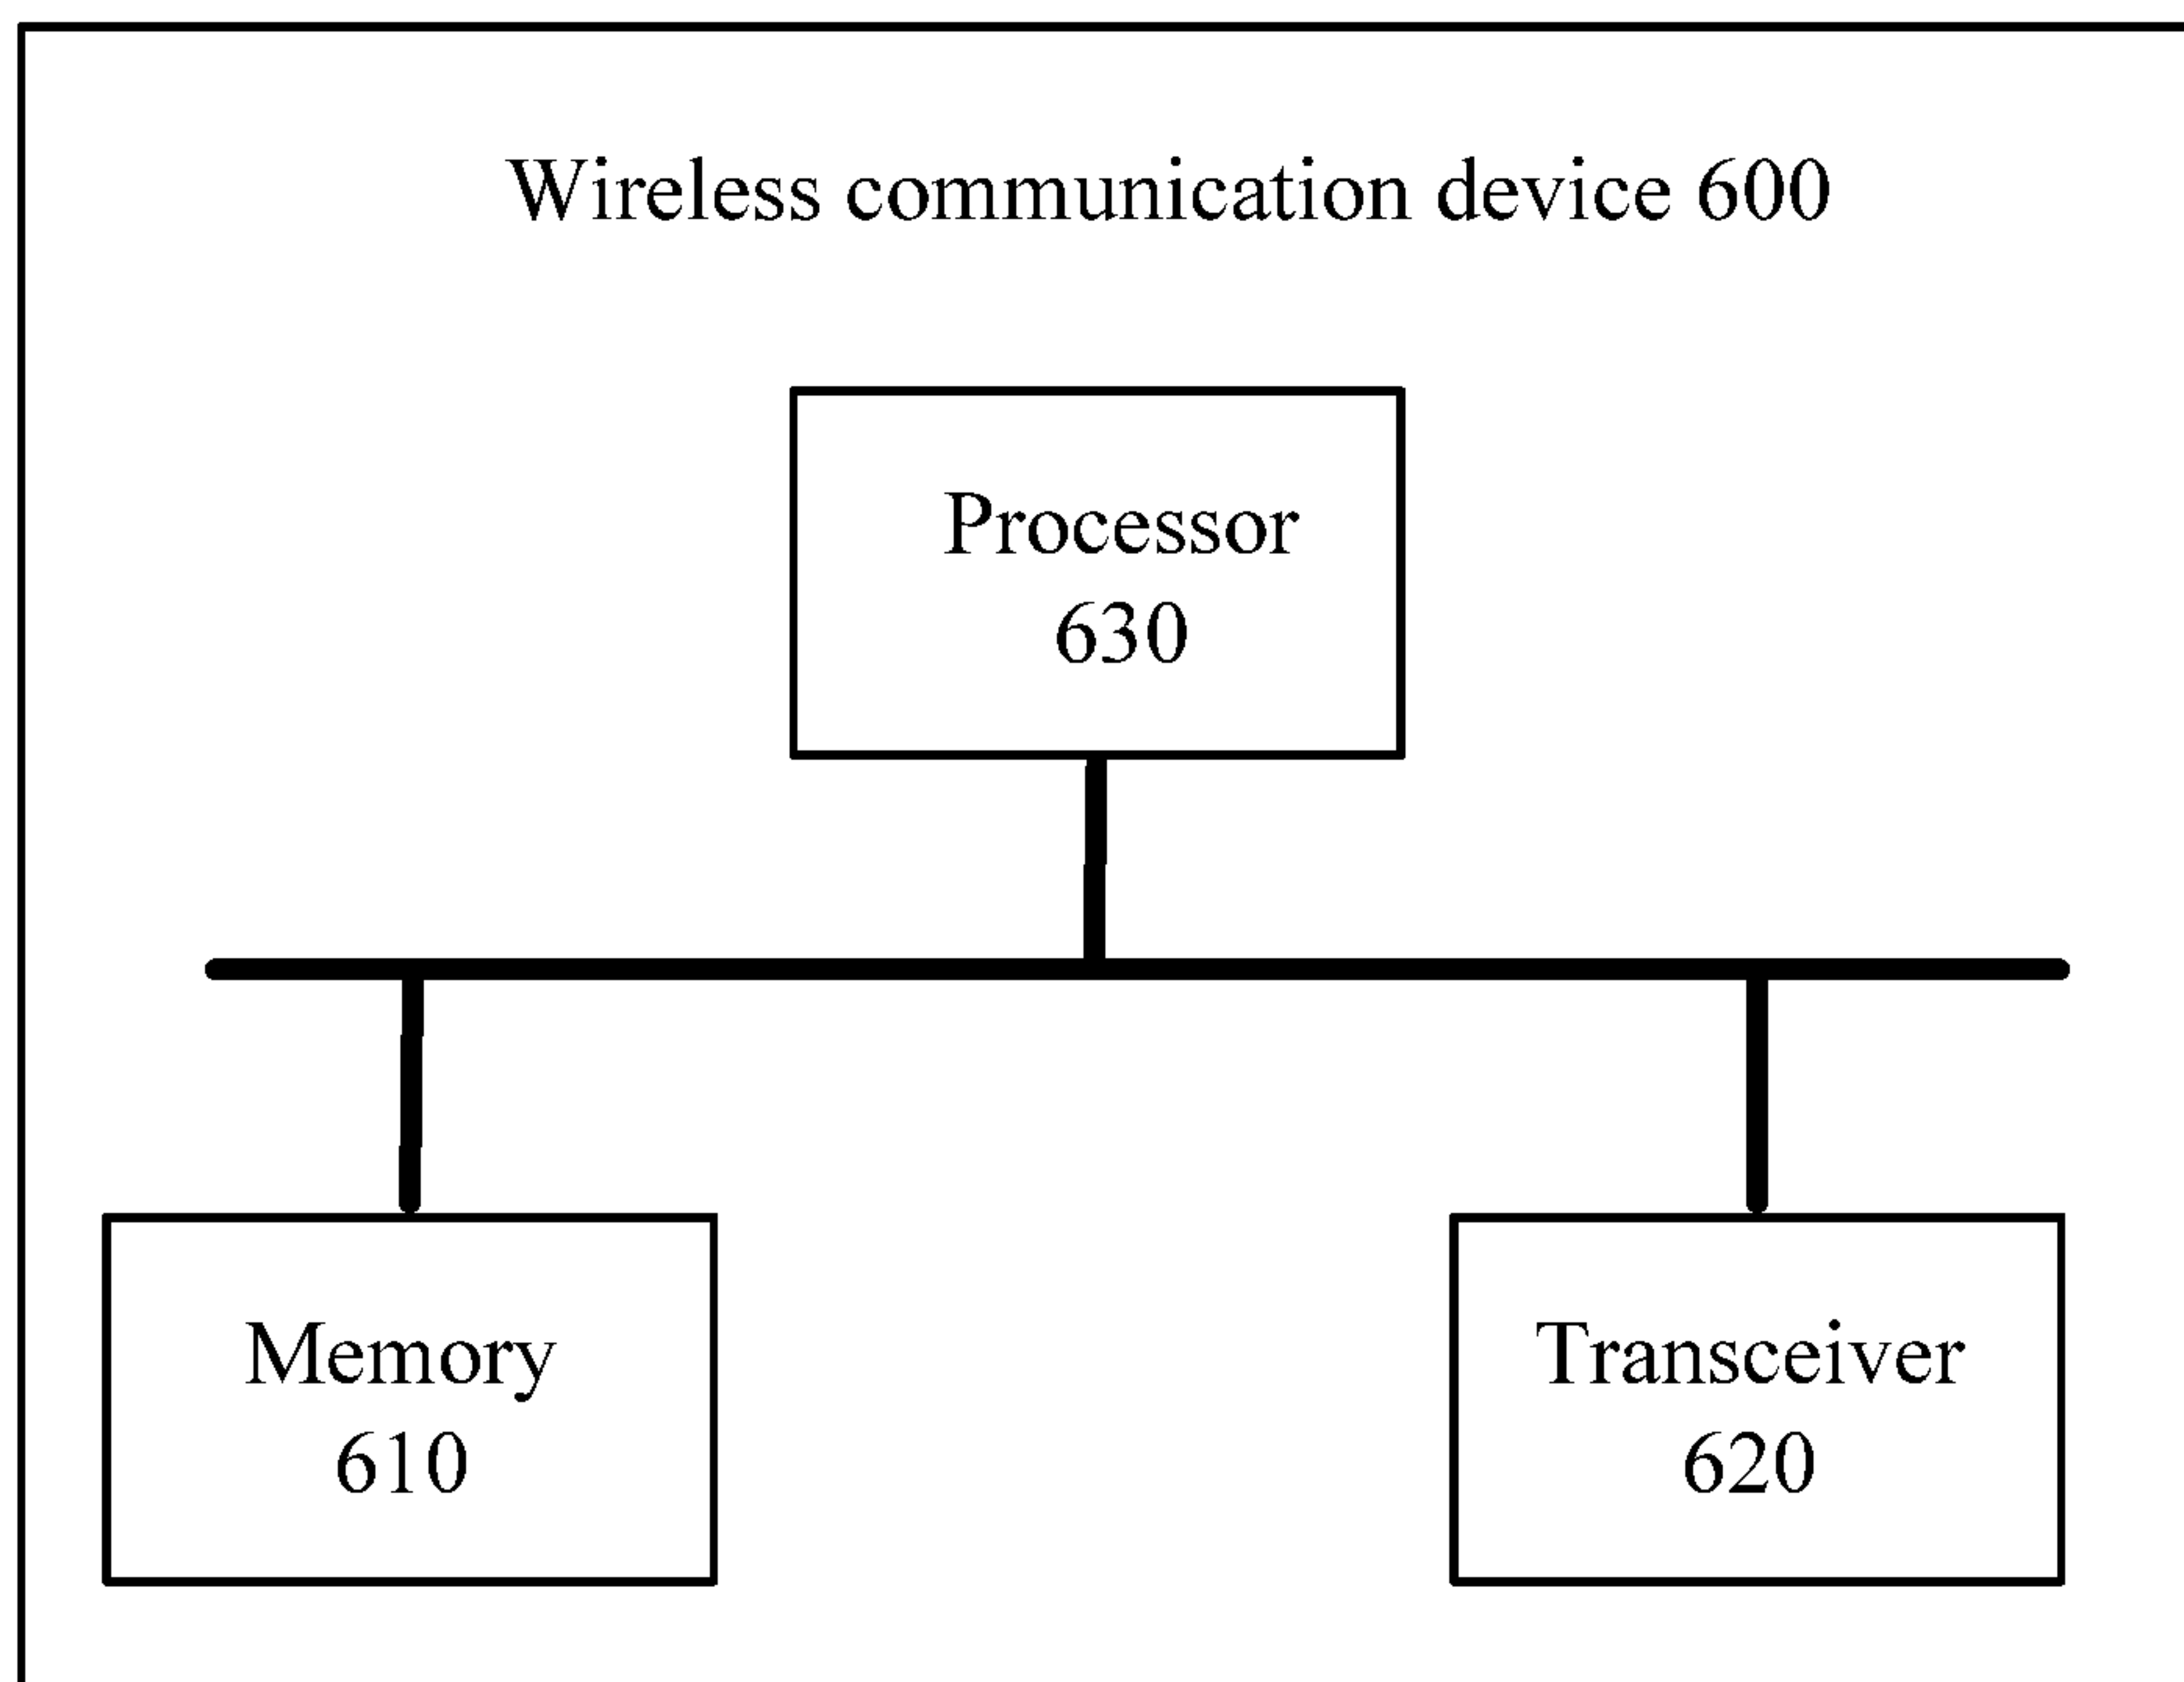 Wireless communication device 600
Processor
630
Memory
610
Transceiver
620